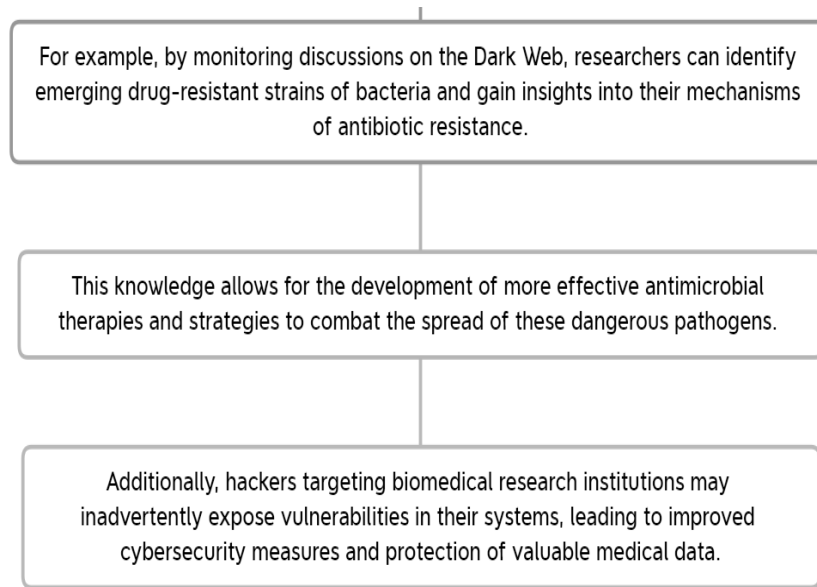 For example, by monitoring discussions on the Dark Web, researchers can identify
emerging drug-resistant strains of bacteria and gain insights into their mechanisms
of antibiotic resistance.
This knowledge allows for the development of more effective antimicrobial
therapies and strategies to combat the spread of these dangerous pathogens.
Additionally, hackers targeting biomedical research institutions may
inadvertently expose vulnerabilities in their systems, leading to improved
cybersecurity measures and protection of valuable medical data.